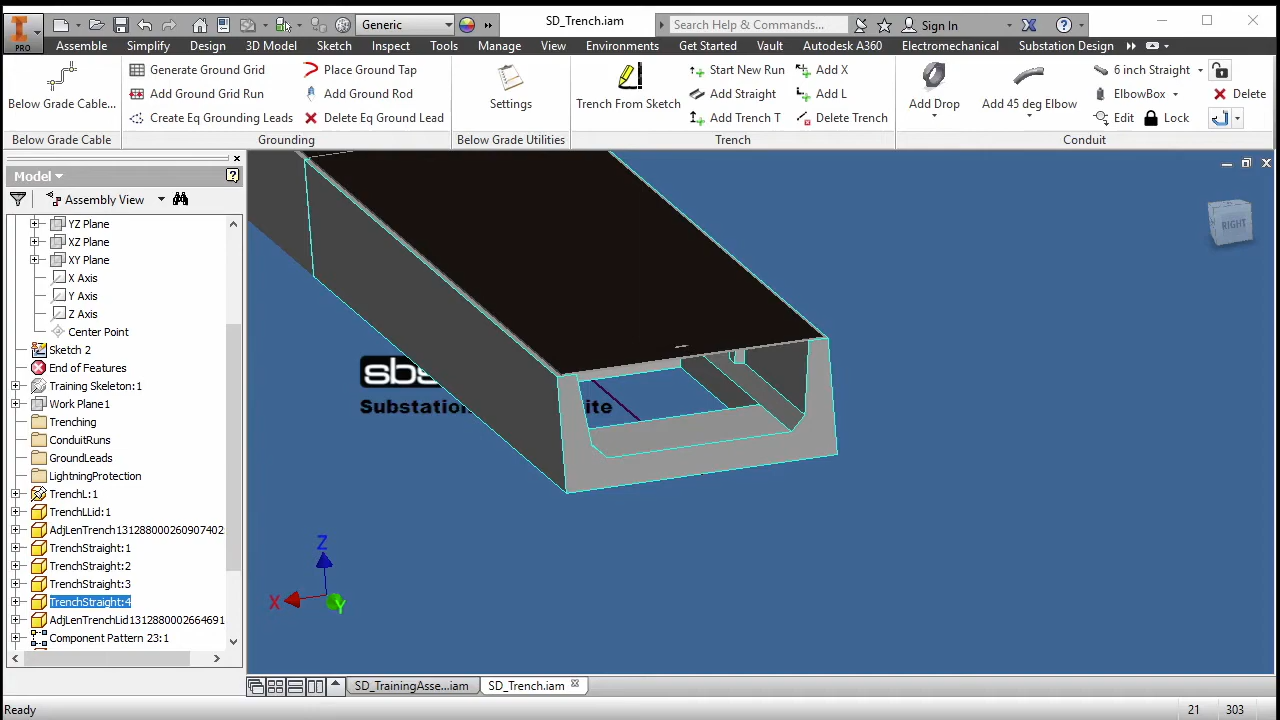 Generic
SD_Trench.iam
Search Help & Commands...
Sign In
PRO
Assemble
Simplify
Design
3D Model
Sketch
Inspect
Tools
Manage
View
Environments
Get Started
Vault
Autodesk A360
Electromechanical
Substation Design
Below Grade Cable...
Generate Ground Grid
Add Ground Grid Run
Create Eq Grounding Leads
Place Ground Tap
Add Ground Rod
Delete Eq Ground Lead
Settings
Trench From Sketch
Start New Run
Add Straight
Add Trench T
Add X
Add L
Delete Trench
Add Drop
Add 45 deg Elbow
6 inch Straight
ElbowBox
Edit
Lock
Delete
Below Grade Cable
Grounding
Below Grade Utilities
Trench
Conduit
Model
Assembly View
YZ Plane
XZ Plane
XY Plane
X Axis
Y Axis
Z Axis
Center Point
Sketch 2
End of Features
Training Skeleton:1
Work Plane1
Trenching
ConduitRuns
GroundLeads
LightningProtection
TrenchL:1
TrenchLLid:1
AdjLenTrench131288000260907402
TrenchStraight:1
TrenchStraight:2
TrenchStraight:3
TrenchStraight:4
AdjLenTrenchLid1312880002664691
Component Pattern 23:1
RIGHT
sbs
Substation
ite
Z
X
Y
SD_TrainingAsse...iam
SD_Trench.iam
Ready
21
303